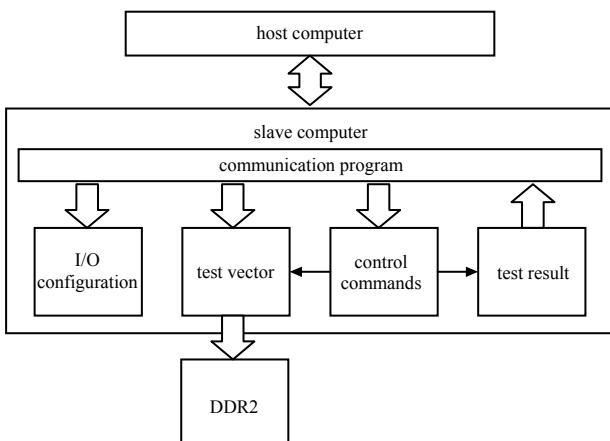 host computer
slave computer
communication program
I/O
configuration
test vector
control
commands
test result
DDR2